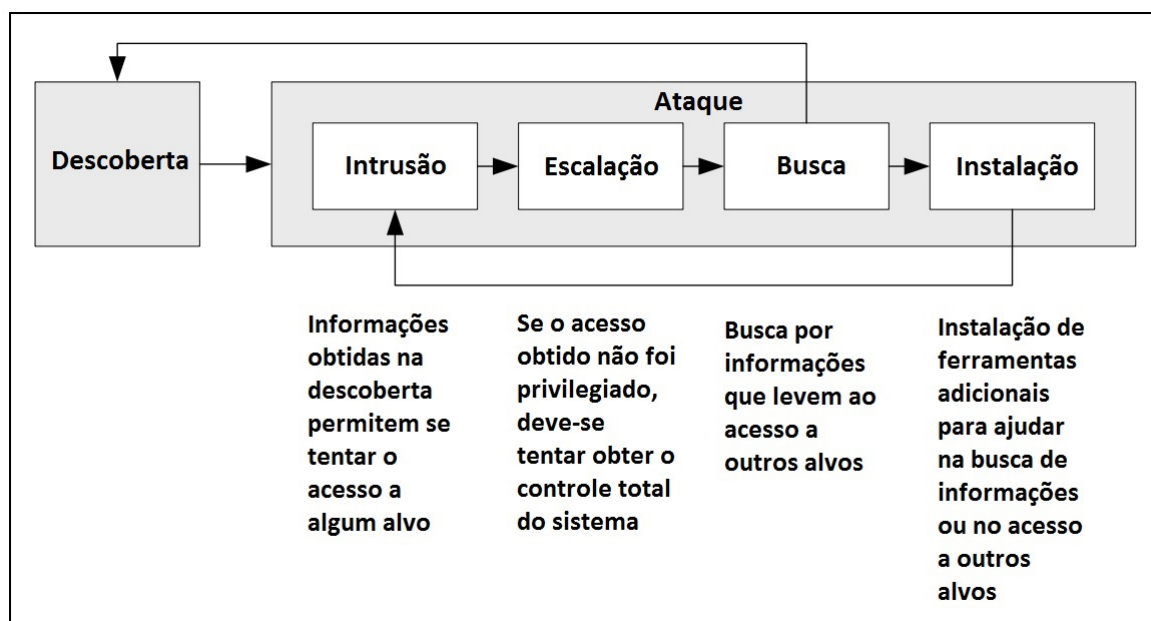 Ataque
Descoberta
Intrusão
Escalação
Busca
Instalação
Informações
obtidas na
descoberta
permitem se
tentar o
acesso a
algum alvo
Se o acesso
obtido não foi
privilegiado,
deve-se
tentar obter o
controle total
do sistema
Busca por
informações
que levem ao
acesso a
outros alvos
Instalação de
ferramentas
adicionais
para ajudar
na busca de
informações
ou no acesso
a outros
alvos